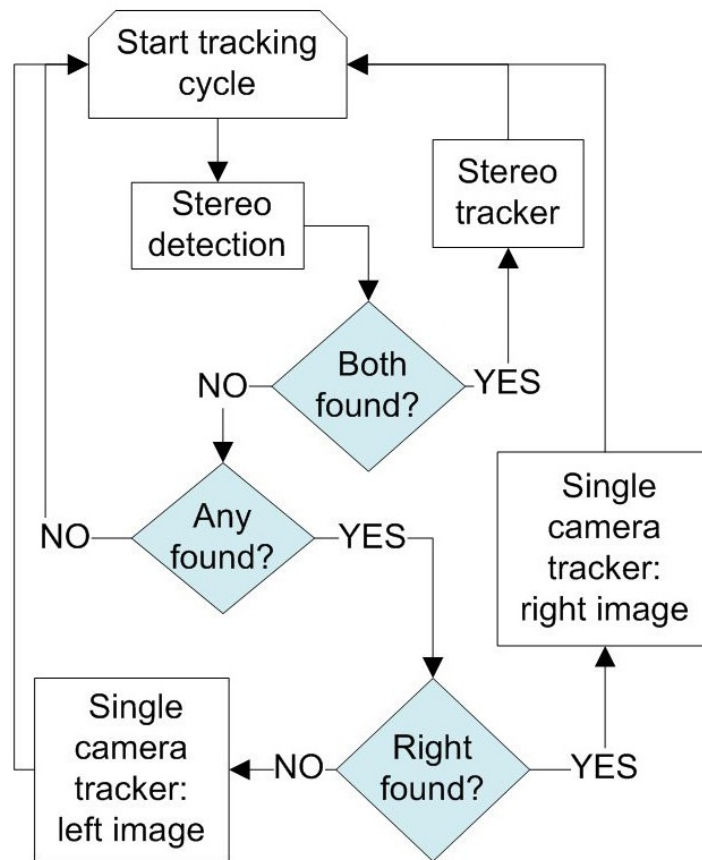 Start tracking
cycle
Stereo
detection
Stereo
tracker
Both
found?
NO
YES
Any
found?
NO
YES
Single
camera
tracker:
right image
Right
found?
NO
YES
Single
camera
tracker:
left image